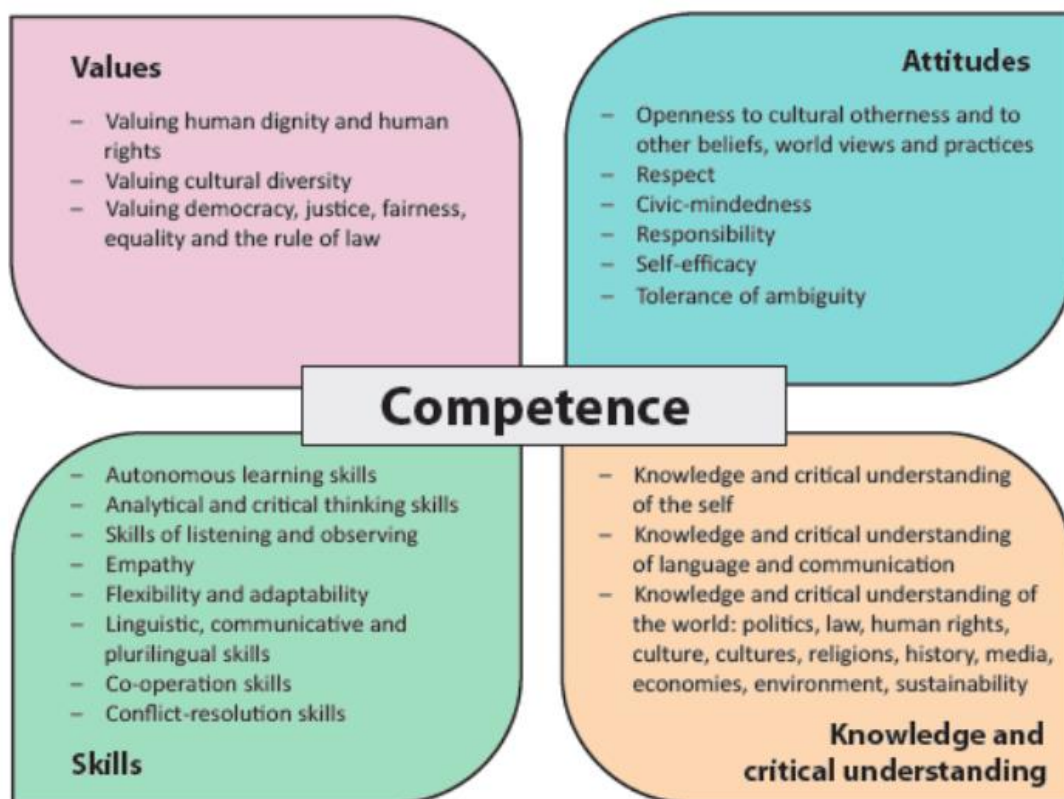 Values
– Valuing human dignity and human
rights
– Valuing cultural diversity
– Valuing democracy, justice, fairness,
equality and the rule of law
Attitudes
– Openness to cultural otherness and to
other beliefs, world views and practices
– Respect
– Civic-mindedness
– Responsibility
– Self-efficacy
– Tolerance of ambiguity
Competence
– Autonomous learning skills
– Analytical and critical thinking skills
– Skills of listening and observing
– Empathy
– Flexibility and adaptability
– Linguistic, communicative and
plurilingual skills
– Co-operation skills
– Conflict-resolution skills
Skills
– Knowledge and critical understanding
of the self
– Knowledge and critical understanding
of language and communication
– Knowledge and critical understanding of
the world: politics, law, human rights,
culture, cultures, religions, history, media,
economies, environment, sustainability
Knowledge and
critical understanding